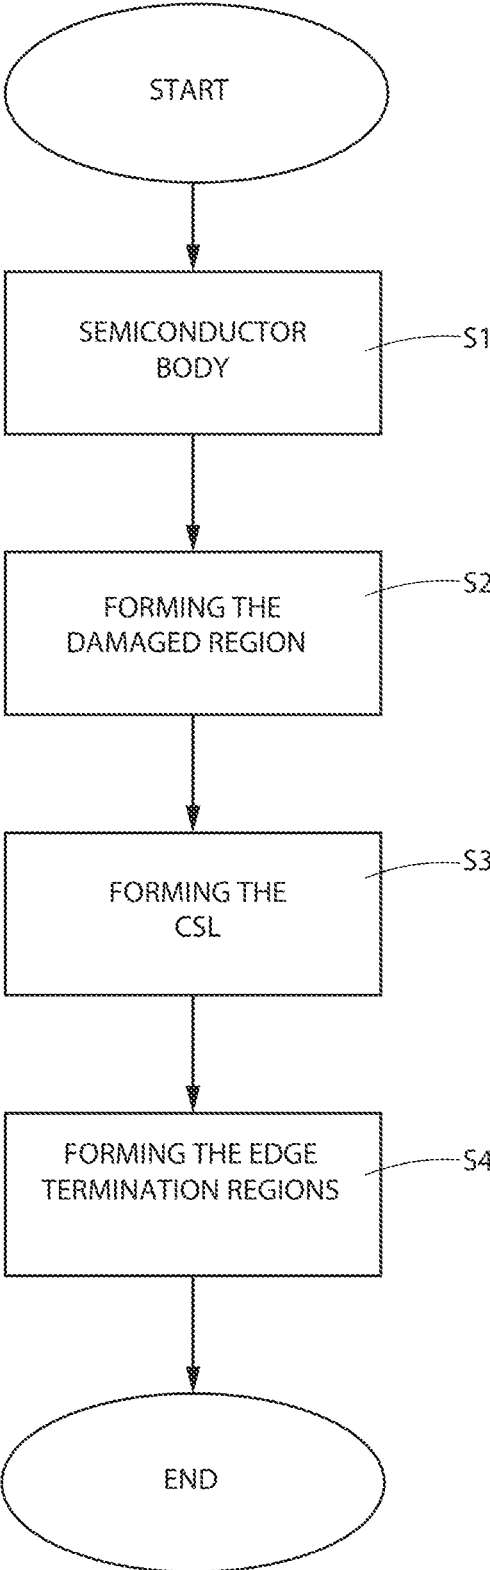 START
SEMICONDUCTOR
BODY
S1
FORMING THE
DAMAGED REGION
S2
FORMING THE
CSL
S3
FORMING THE EDGE
TERMINATION REGIONS
S4
END